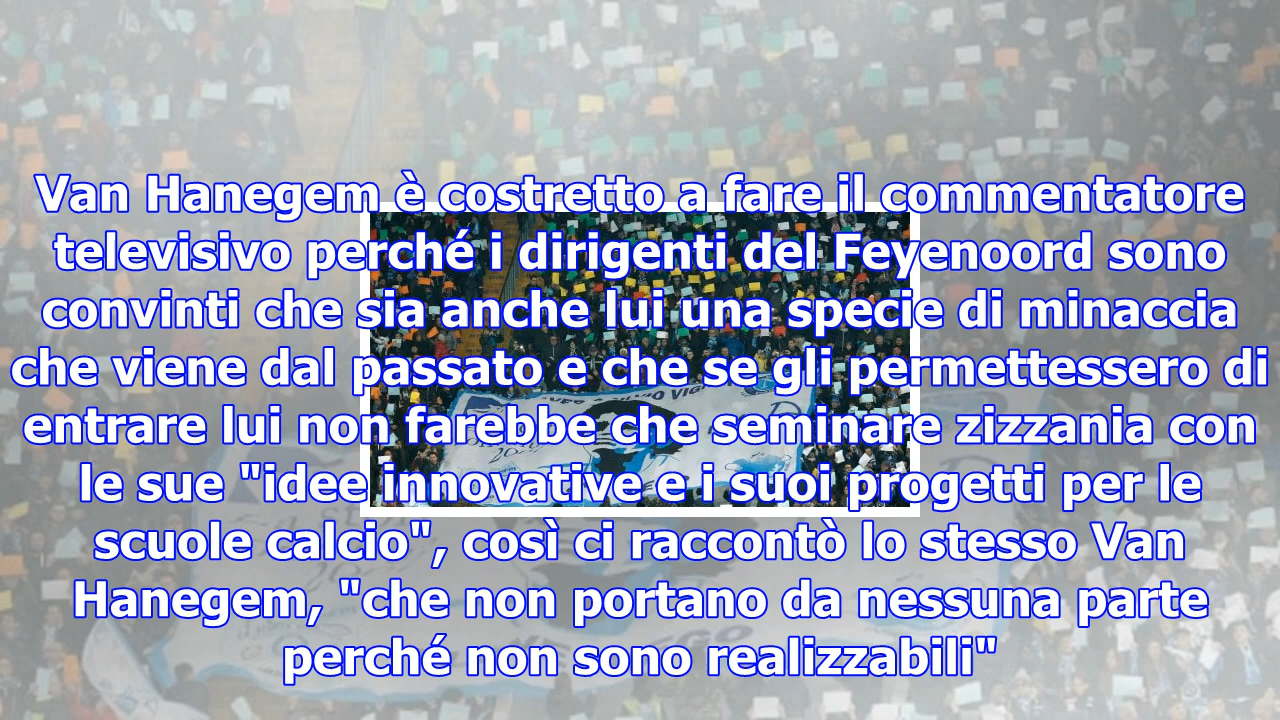 Van Hanegem è costretto a fare il commentatore
televisivo perché i dirigenti del Feyenoord sono
convinti che sia anche lui una specie di minaccia
che viene dal passato e che se gli permettessero di
entrare lui non farebbe che seminare zizzania con
le sue "idee innovative e i suoi progetti per le
scuole calcio", così ci raccontò lo stesso Van
Hanegem, "che non portano da nessuna parte
perché non sono realizzabili"